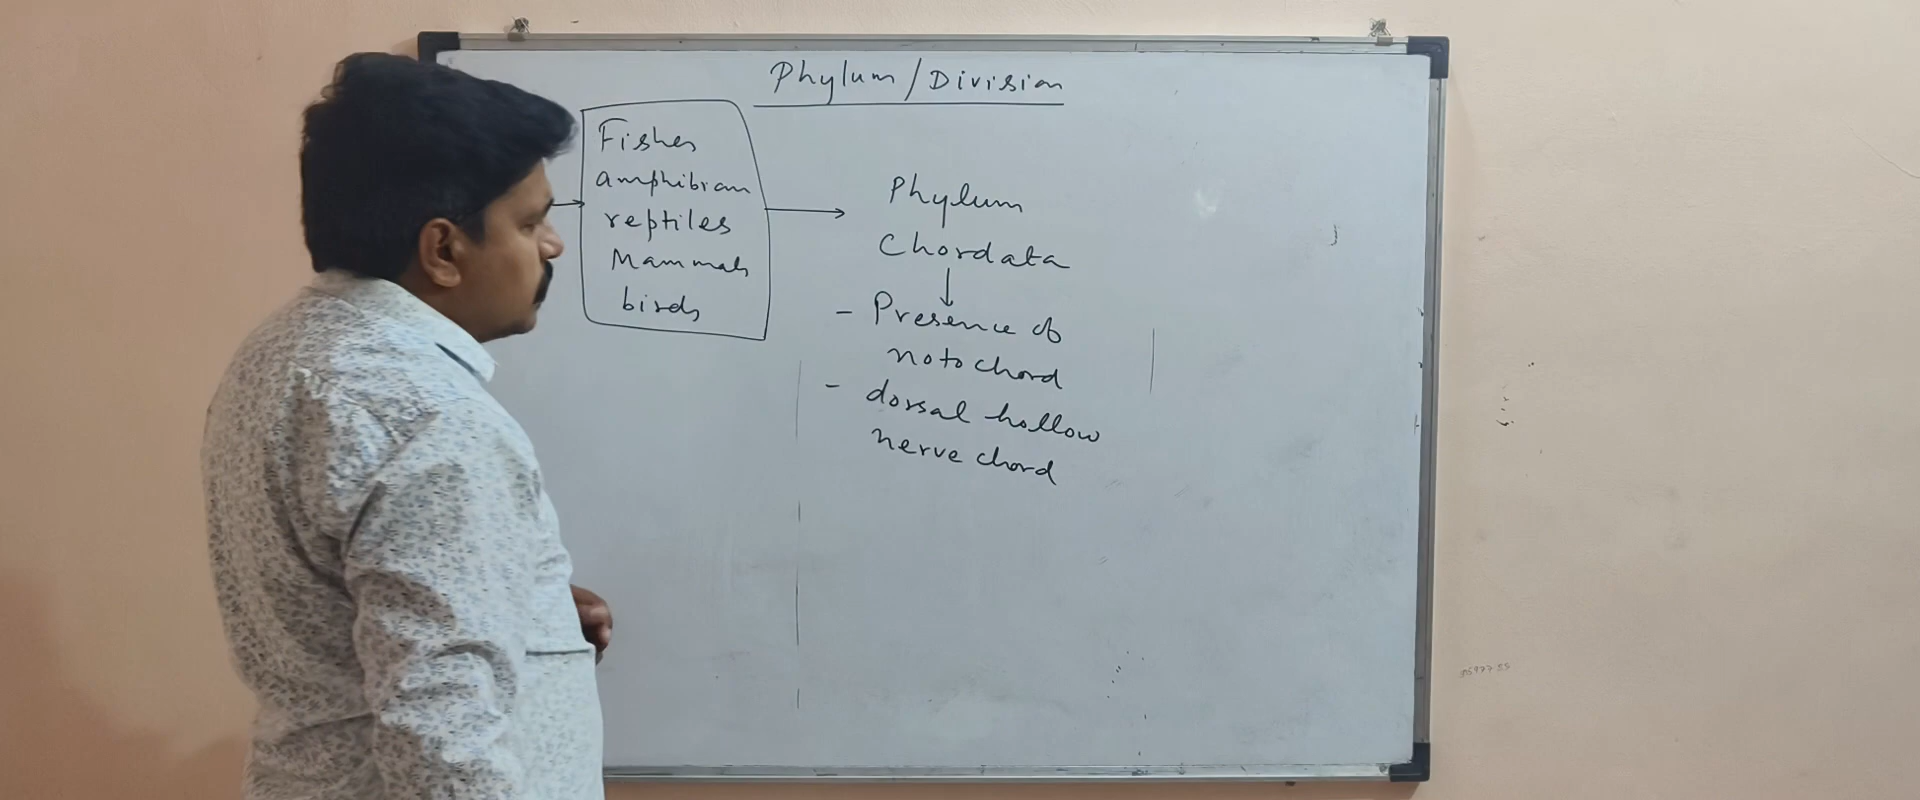 Phylum/Division
Fishes
amphibian
reptiles
Mammals
birds
Phylum
Chordata
- Presence of
notochord
- dorsal hollow
nerve chord